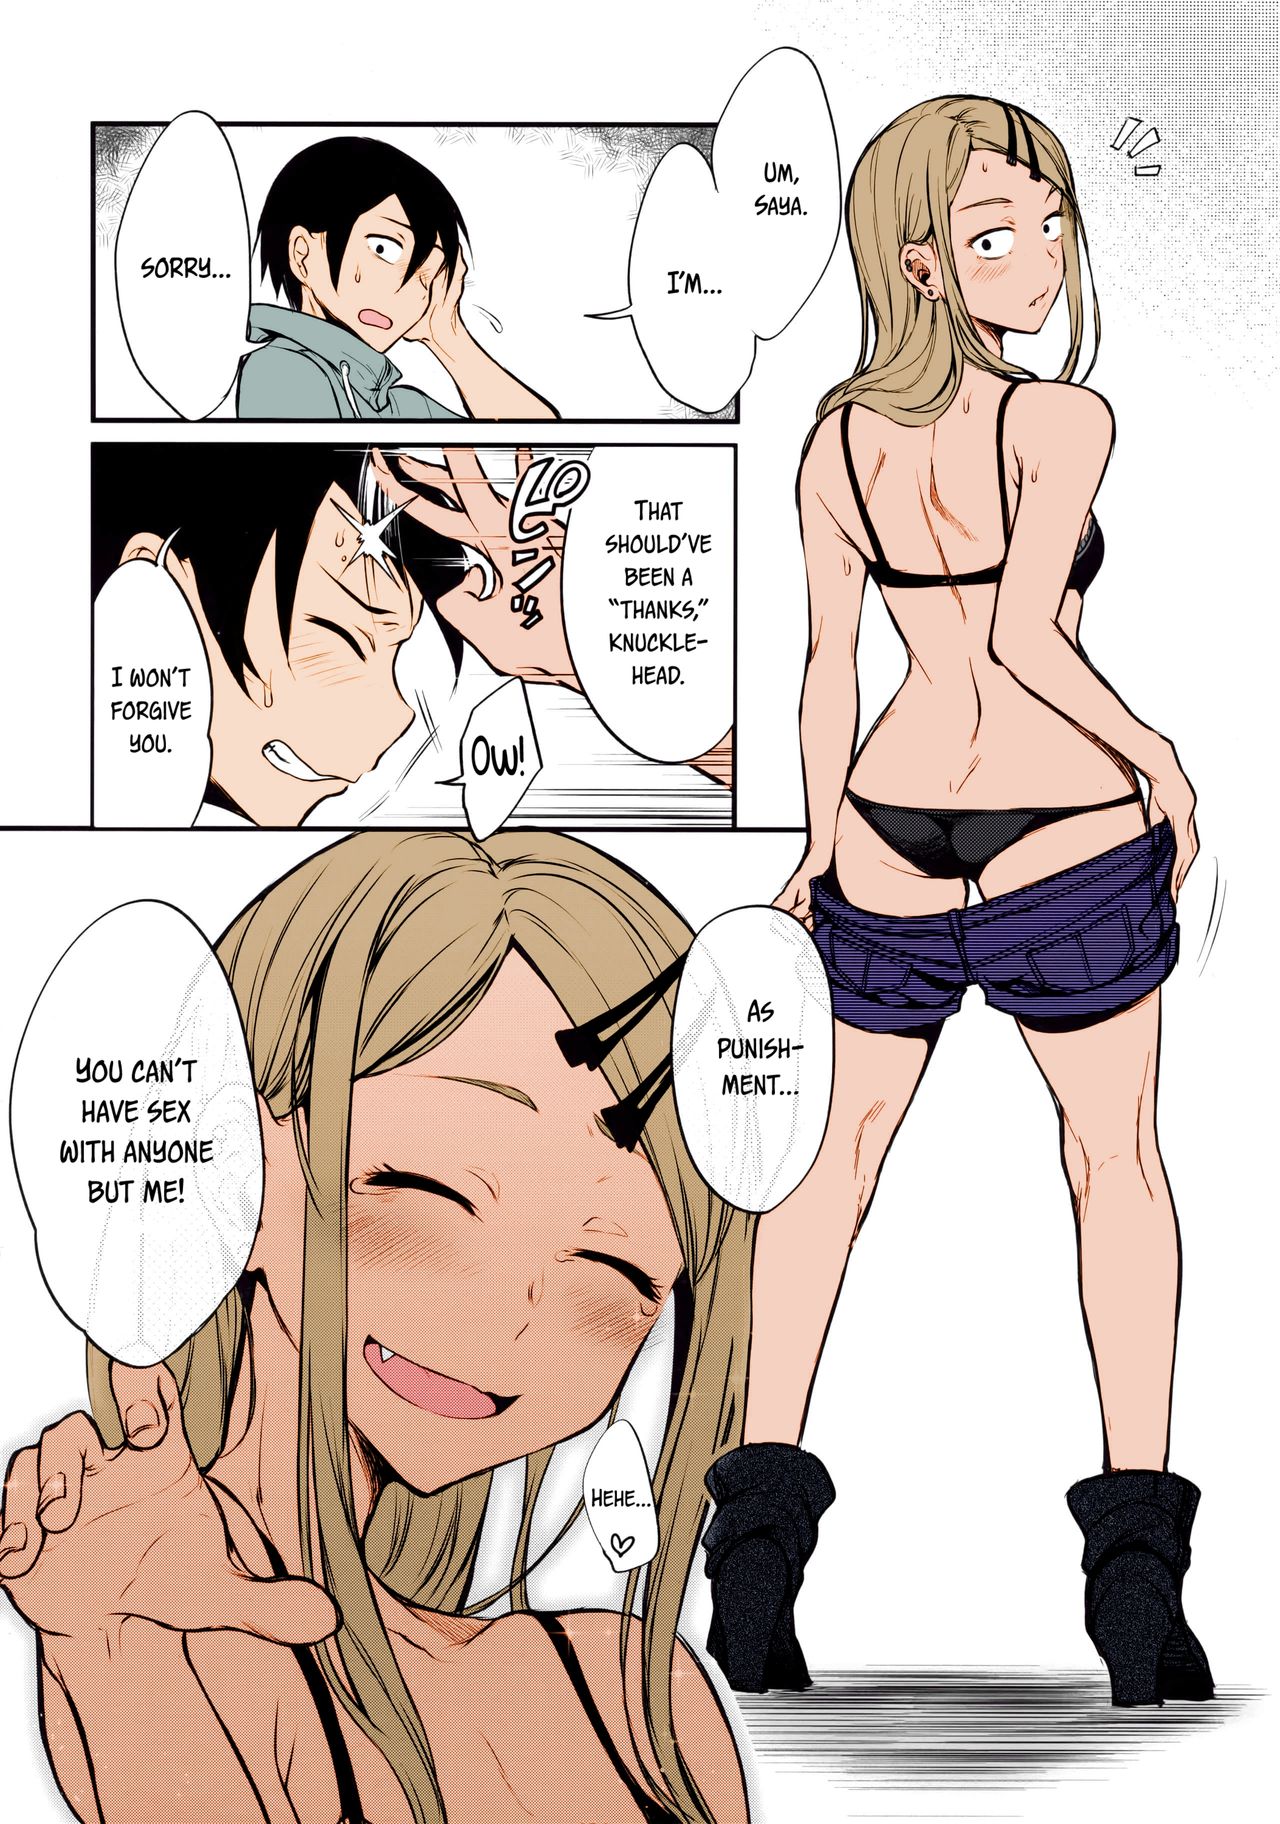 UM,
SAYA.
I'M...
SORRY...
THAT
SHOULD'VE
BEEN A
"THANKS,"
KNUCKLE-
HEAD.
OW!
I WON'T
FORGIVE
YOU.
AS
PUNISH-
MENT...
YOU CAN'T
HAVE SEX
WITH ANYONE
BUT ME!
HEHE...